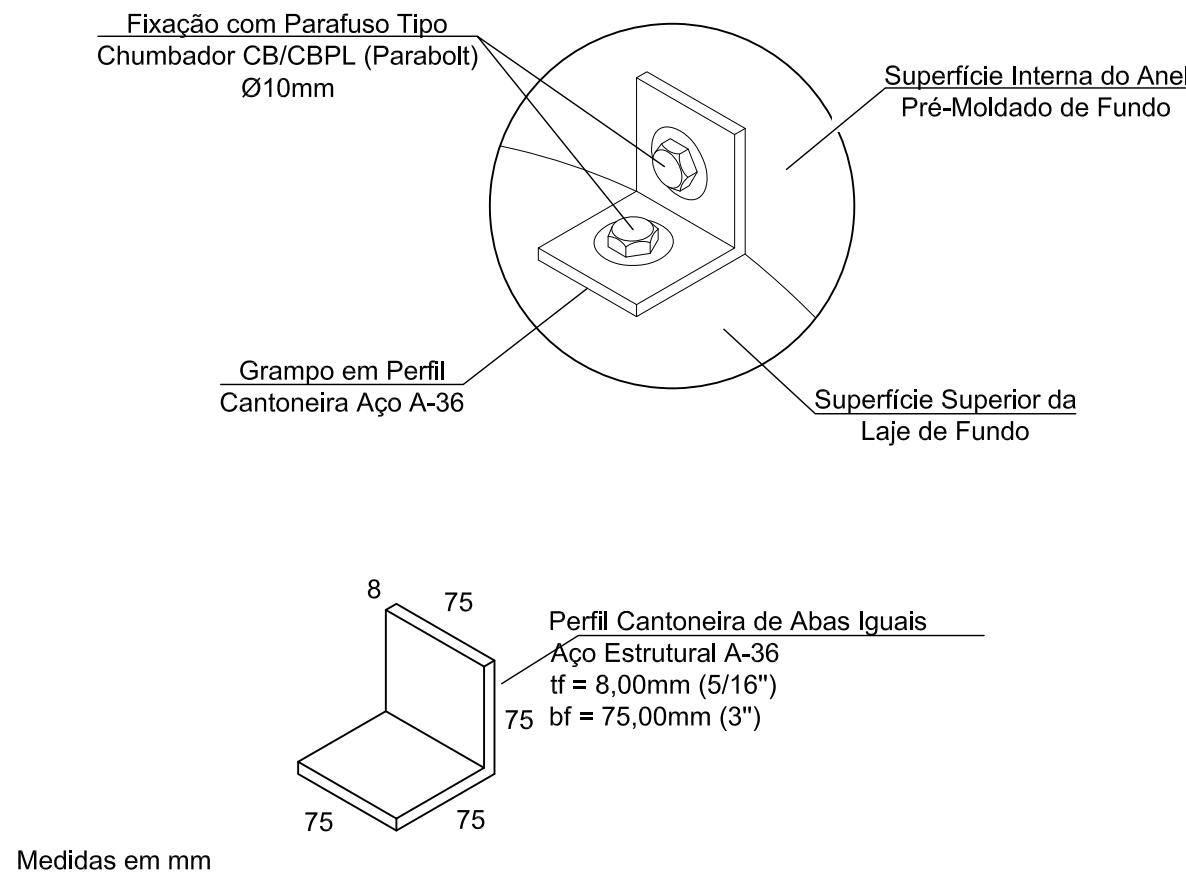 Fixação com Parafuso Tipo
Chumbador CB/CBPL (Parabolt)
Ø10mm
Superfície Interna do Anel
Pré-Moldado de Fundo
Grampo em Perfil
Cantoneira Aço A-36
Superfície Superior da
Laje de Fundo
8
75
Perfil Cantoneira de Abas Iguais
Aço Estrutural A-36
tf = 8,00mm (5/16")
75
bf = 75,00mm (3")
75
75
Medidas em mm